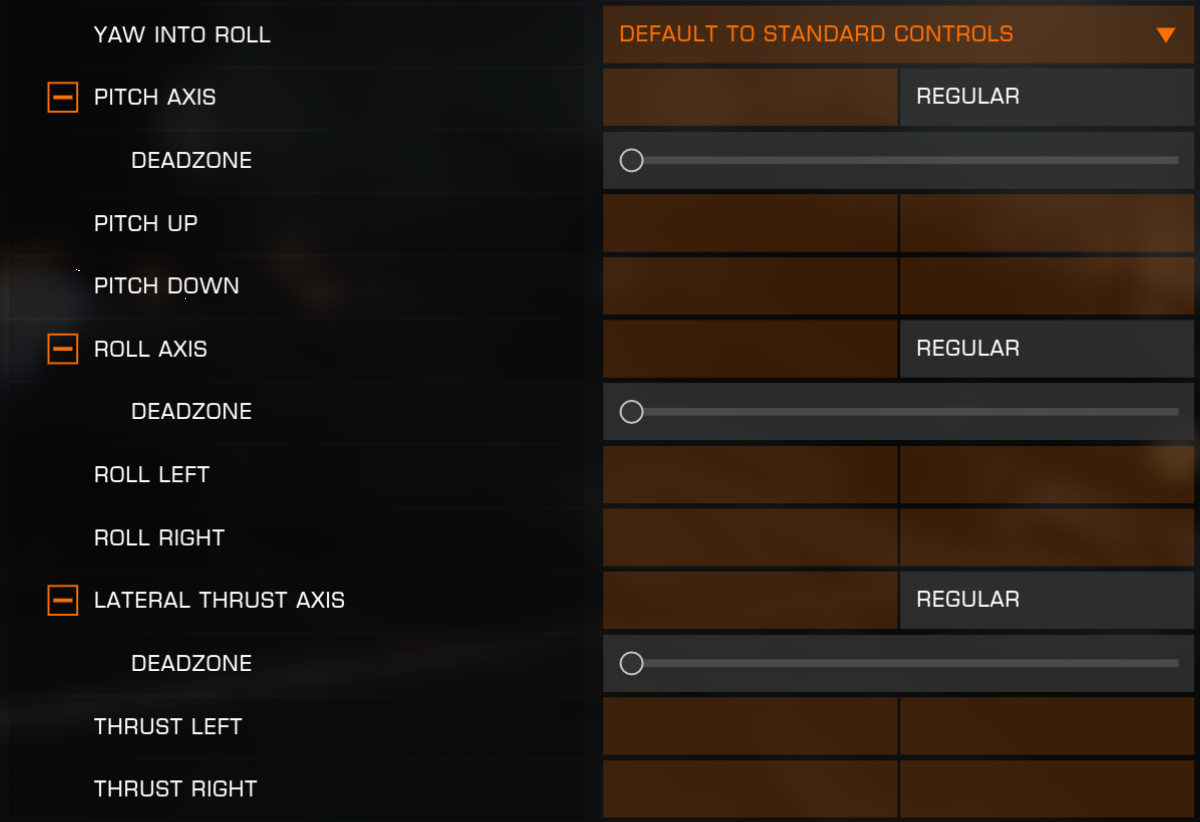 YAW INTO ROLL DEFAULT TO STANDARD CONTROLS
PITCH AXIS REGULAR
DEADZONE
PITCH UP
PITCH DOWN
ROLL AXIS REGULAR
DEADZONE
ROLL LEFT
ROLL RIGHT
LATERAL THRUST AXIS REGULAR
DEADZONE
THRUST LEFT
THRUST RIGHT